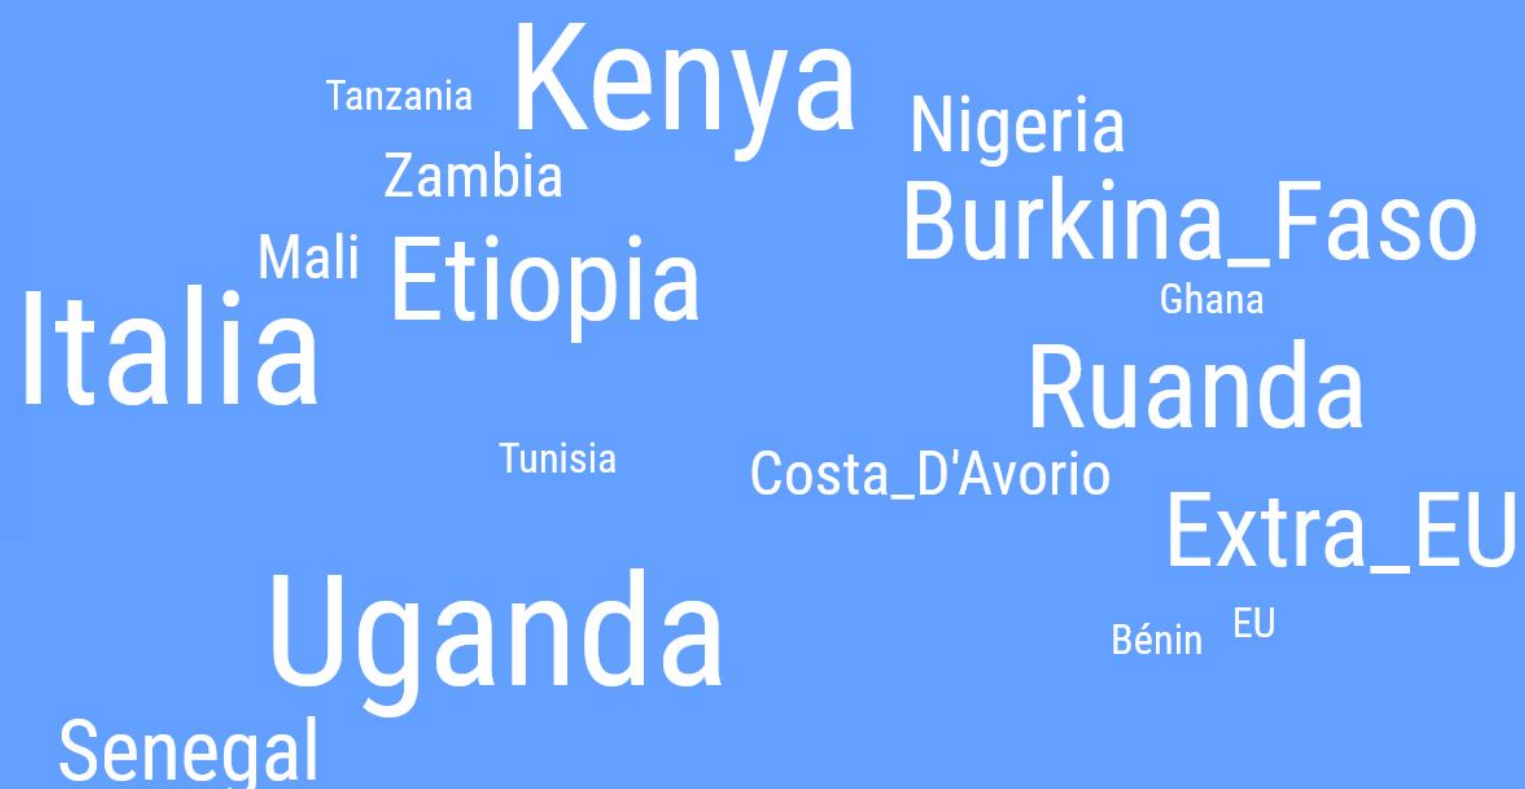 Kenya
Tanzania
Nigeria
Zambia
Burkina_Faso
Mali
Etiopia
Ghana
Italia
Ruanda
Tunisia
Costa_D'Avorio
Extra_EU
Uganda
EU
Bénin
Senegal